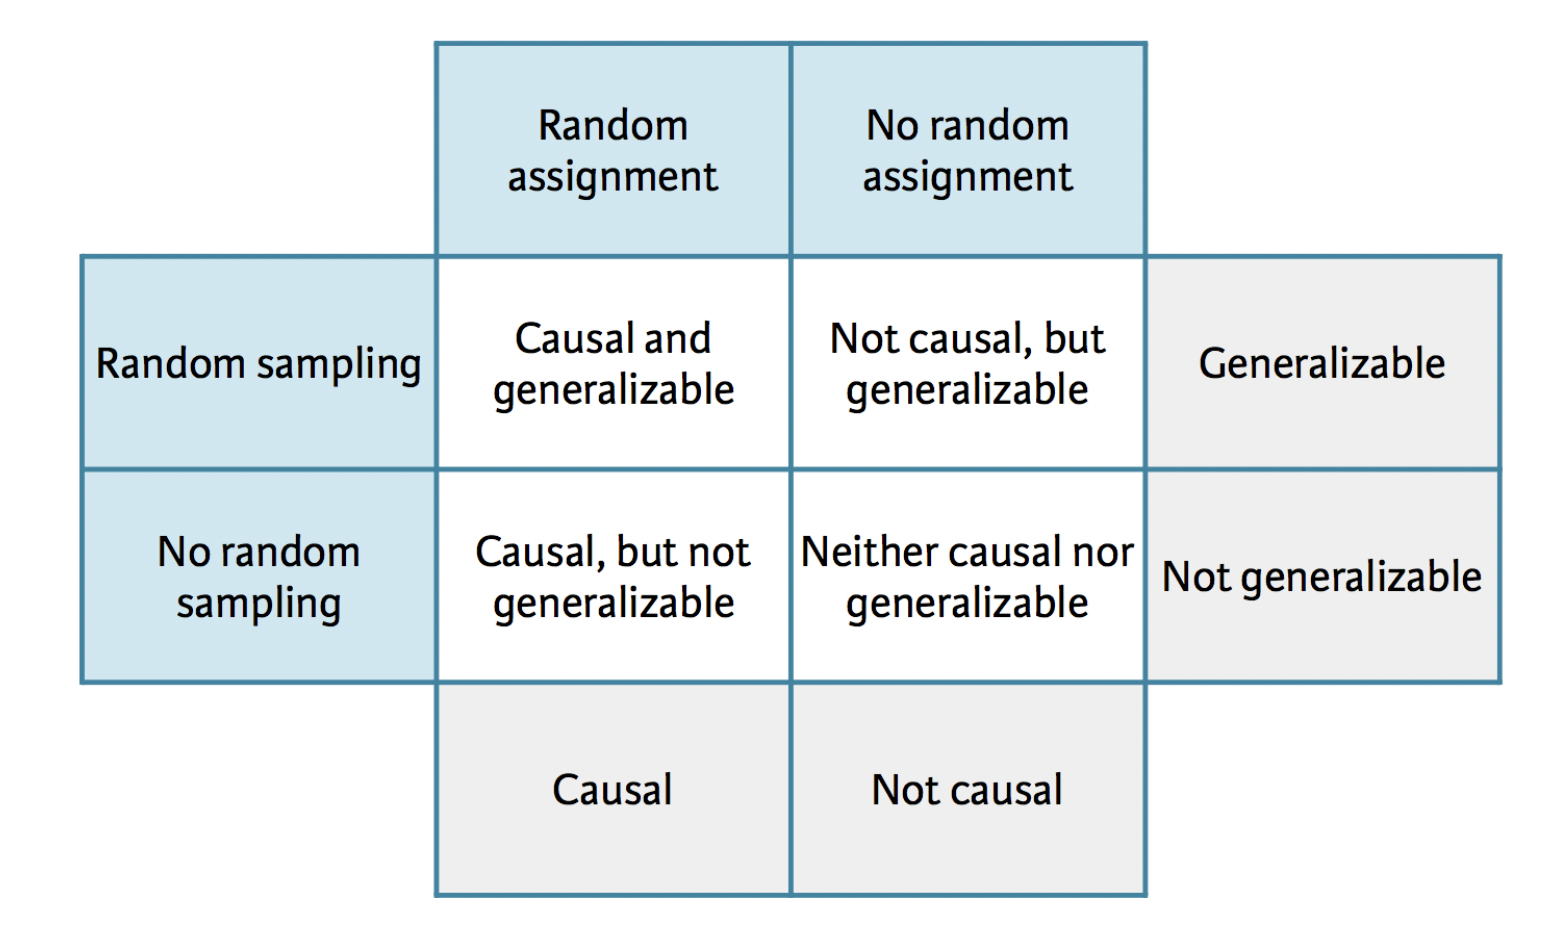 Random
assignment
No random
assignment
Random sampling
Causal and
generalizable
Not causal, but
generalizable
Generalizable
No random
sampling
Causal, but not
generalizable
Neither causal nor
generalizable
Not generalizable
Causal
Not causal